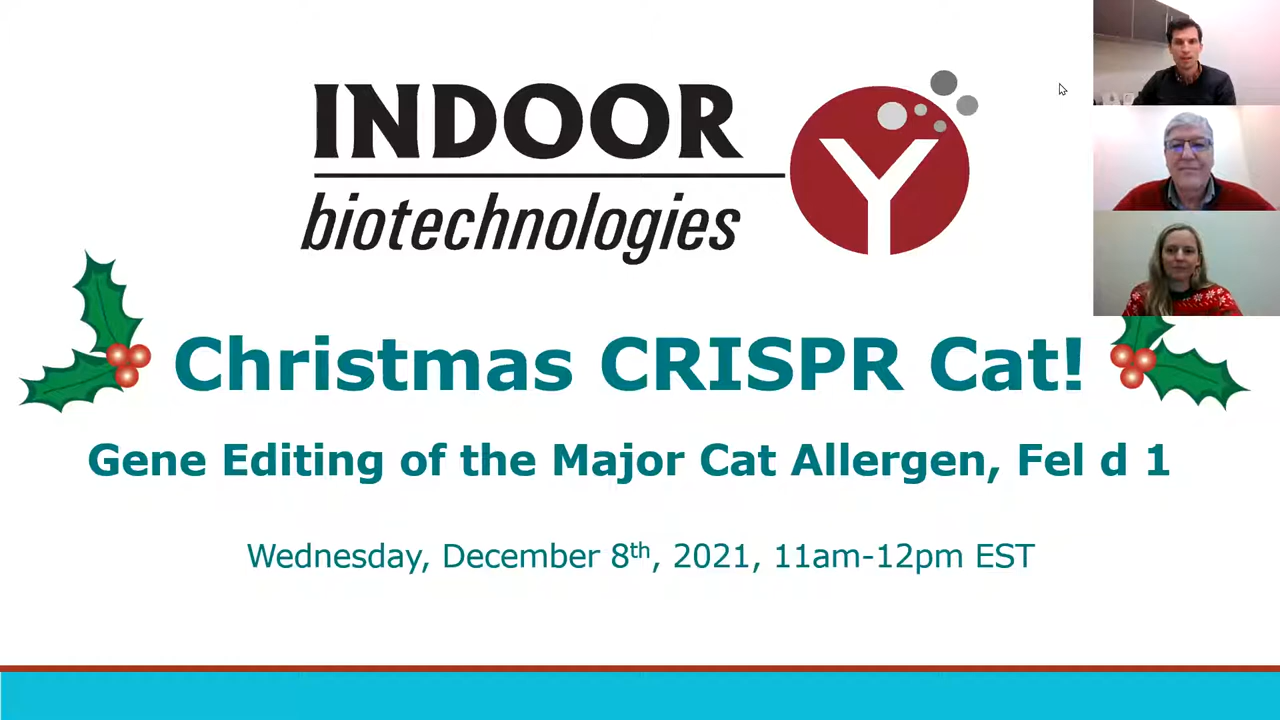 INDOOR
biotechnologies
Y
Christmas CRISPR Cat!
Gene Editing of the Major Cat Allergen, Fel d 1
Wednesday, December 8th, 2021, 11am-12pm EST